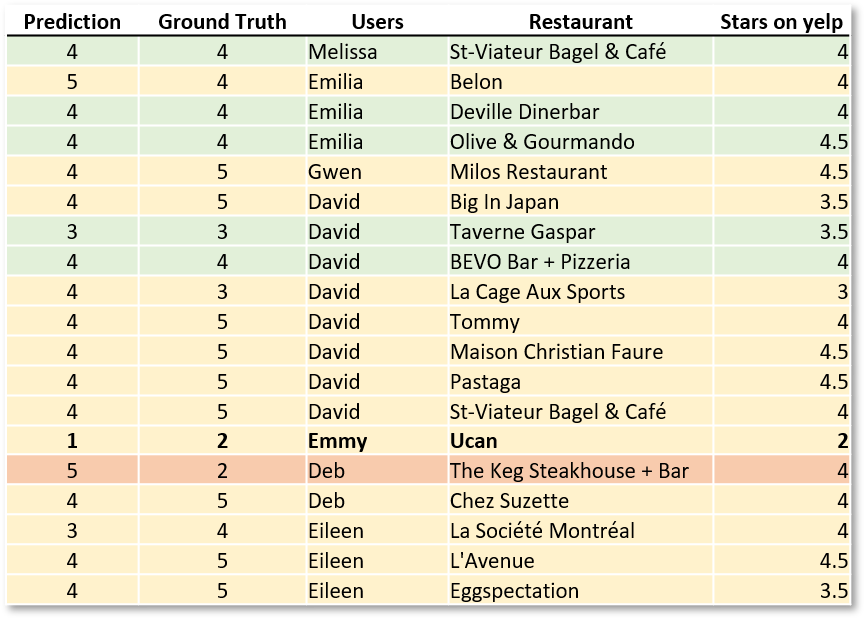 Prediction Ground Truth Users Restaurant Stars on yelp
4 4 Melissa St-Viateur Bagel & Café 4
5 4 Emilia Belon 4
4 4 Emilia Deville Dinerbar 4
4 4 Emilia Olive & Gourmando 4.5
4 5 Gwen Milos Restaurant 4.5
4 5 David Big In Japan 3.5
3 3 David Taverne Gaspar 3.5
4 4 David BEVO Bar + Pizzeria 4
4 3 David La Cage Aux Sports 3
4 5 David Tommy 4
4 5 David Maison Christian Faure 4.5
4 5 David Pastaga 4.5
4 5 David St-Viateur Bagel & Café 4
1 2 Emmy Ucan 2
5 2 Deb The Keg Steakhouse + Bar 4
4 5 Deb Chez Suzette 4
3 4 Eileen La Société Montréal 4
4 5 Eileen L'Avenue 4.5
4 5 Eileen Eggspectation 3.5